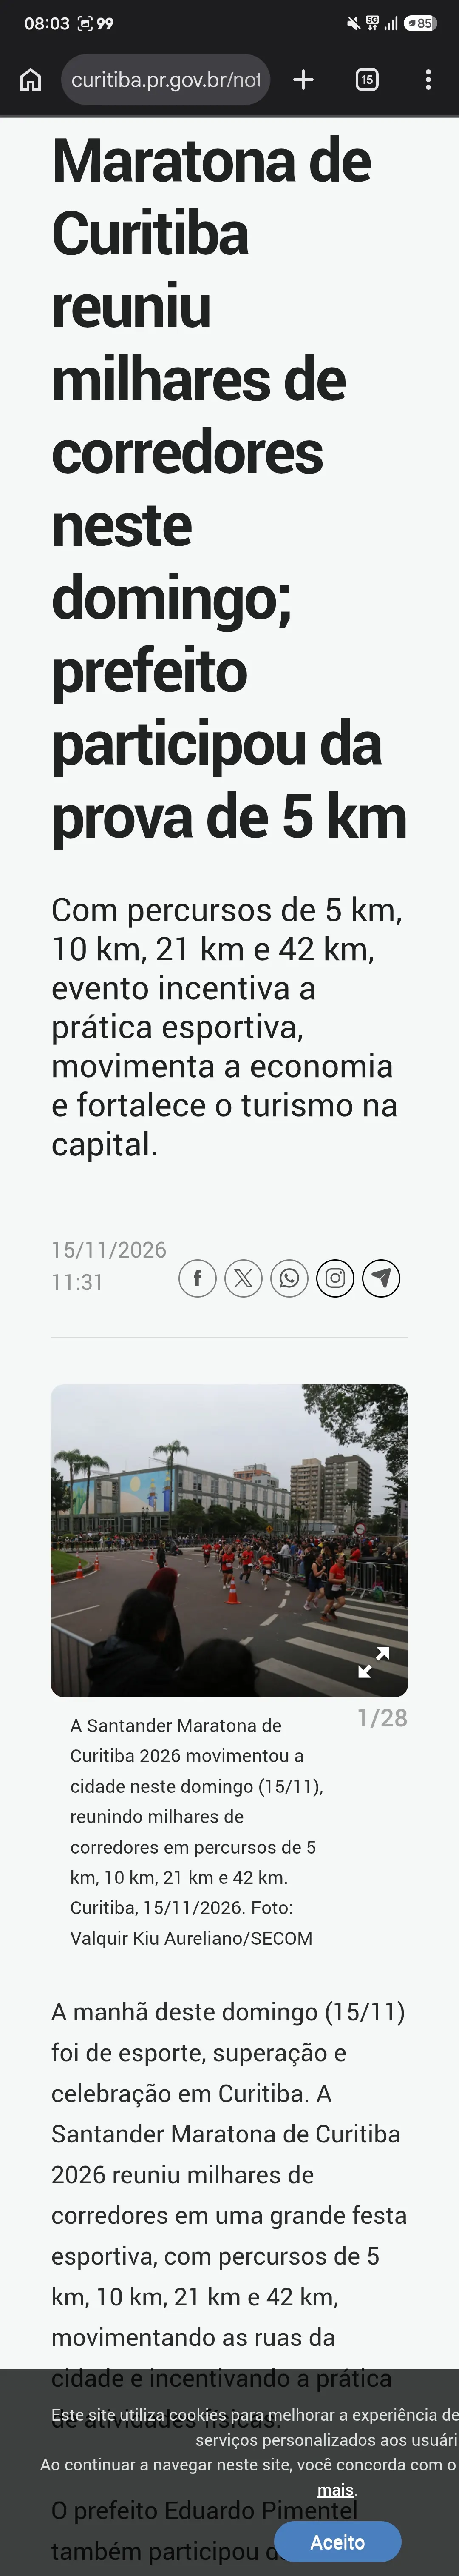 08:03 99 5G 85
curitiba.pr.gov.br/not 15
Maratona de
Curitiba
reuniu
milhares de
corredores
neste
domingo;
prefeito
participou da
prova de 5 km
Com percursos de 5 km,
10 km, 21 km e 42 km,
evento incentiva a
prática esportiva,
movimenta a economia
e fortalece o turismo na
capital.
15/11/2026
11:31
1/28
A Santander Maratona de
Curitiba 2026 movimentou a
cidade neste domingo (15/11),
reunindo milhares de
corredores em percursos de 5
km, 10 km, 21 km e 42 km.
Curitiba, 15/11/2026. Foto:
Valquir Kiu Aureliano/SECOM
A manhã deste domingo (15/11)
foi de esporte, superação e
celebração em Curitiba. A
Santander Maratona de Curitiba
2026 reuniu milhares de
corredores em uma grande festa
esportiva, com percursos de 5
km, 10 km, 21 km e 42 km,
movimentando as ruas da
cidade e incentivando a prática
de atividades físicas.
Este site utiliza cookies para melhorar a experiência de
serviços personalizados aos usuári
Ao continuar a navegar neste site, você concorda com o
mais.
O prefeito Eduardo Pimentel
também participou d
Aceito